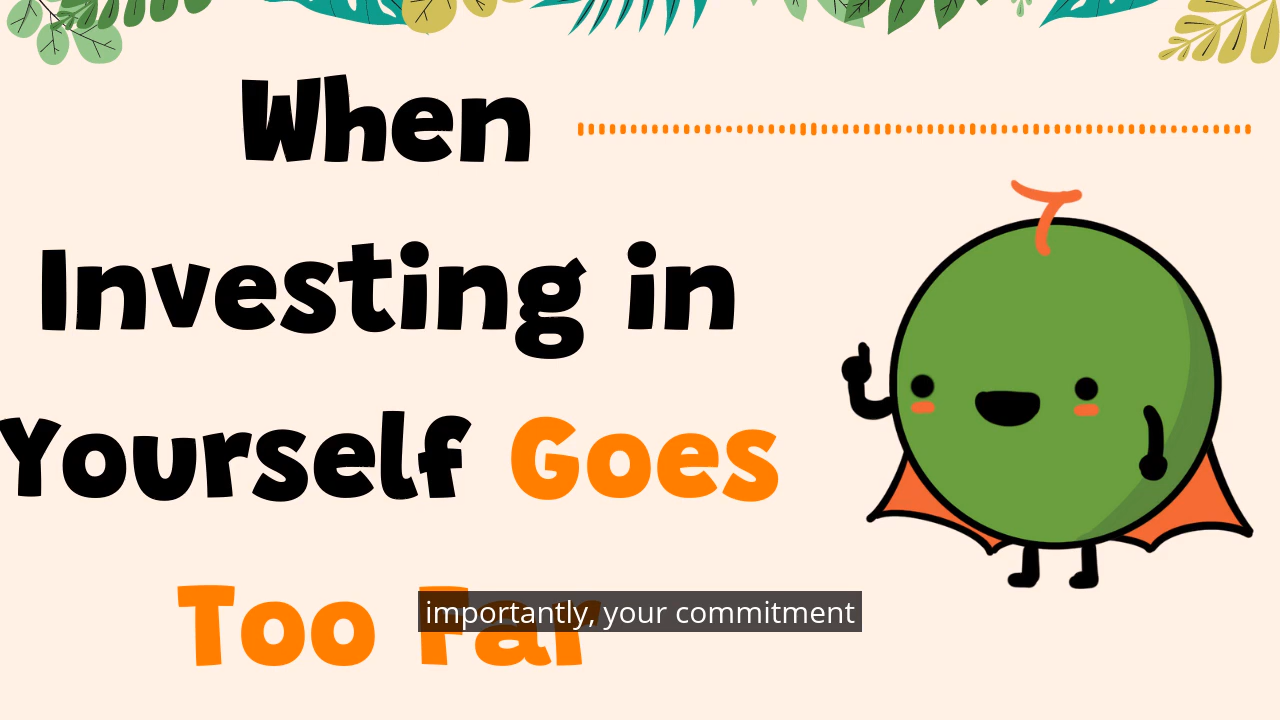 When
Investing in
Yourself Goes
Too Far
importantly, your commitment